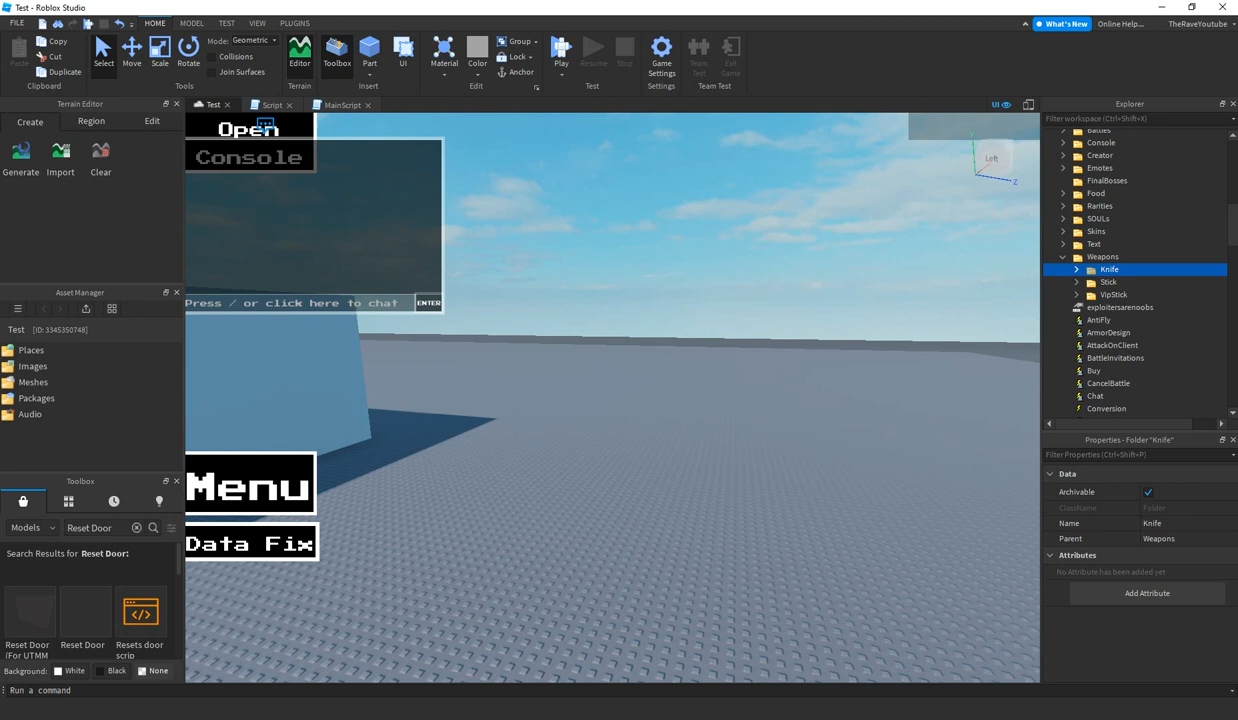 Test - Roblox Studio
FILE HOME MODEL TEST VIEW PLUGINS What's New Online Help... TheRaveYoutube
Paste Copy Cut Duplicate Clipboard
Select Move Scale Rotate Mode: Geometric Collisions Join Surfaces Tools
Editor Terrain
Toolbox Part UI Insert
Material Color Group Lock Anchor Edit
Play Resume Stop Test
Game Settings Settings
Team Test Exit Game Team Test
Terrain Editor
Create Region Edit
Generate Import Clear
Asset Manager
Test [ID: 3345350748]
Places
Images
Meshes
Packages
Audio
Toolbox
Models Reset Door
Search Results for Reset Door:
Reset Door (For UTMM
Reset Door
Resets door scrip
Background: White Black None
Run a command
Test Script MainScript UI
Open
Console
Press / or click here to chat ENTER
Menu
Data Fix
Left
Y
Z
Explorer
Filter workspace (Ctrl+Shift+X)
Battles
Console
Creator
Emotes
FinalBosses
Food
Rarities
SOULs
Skins
Text
Weapons
Knife
Stick
VipStick
exploitersarenoobs
AntiFly
ArmorDesign
AttackOnClient
BattleInvitations
Buy
CancelBattle
Chat
Conversion
Properties - Folder "Knife"
Filter Properties (Ctrl+Shift+P)
Data
Archivable
ClassName Folder
Name Knife
Parent Weapons
Attributes
No Attribute has been added yet
Add Attribute